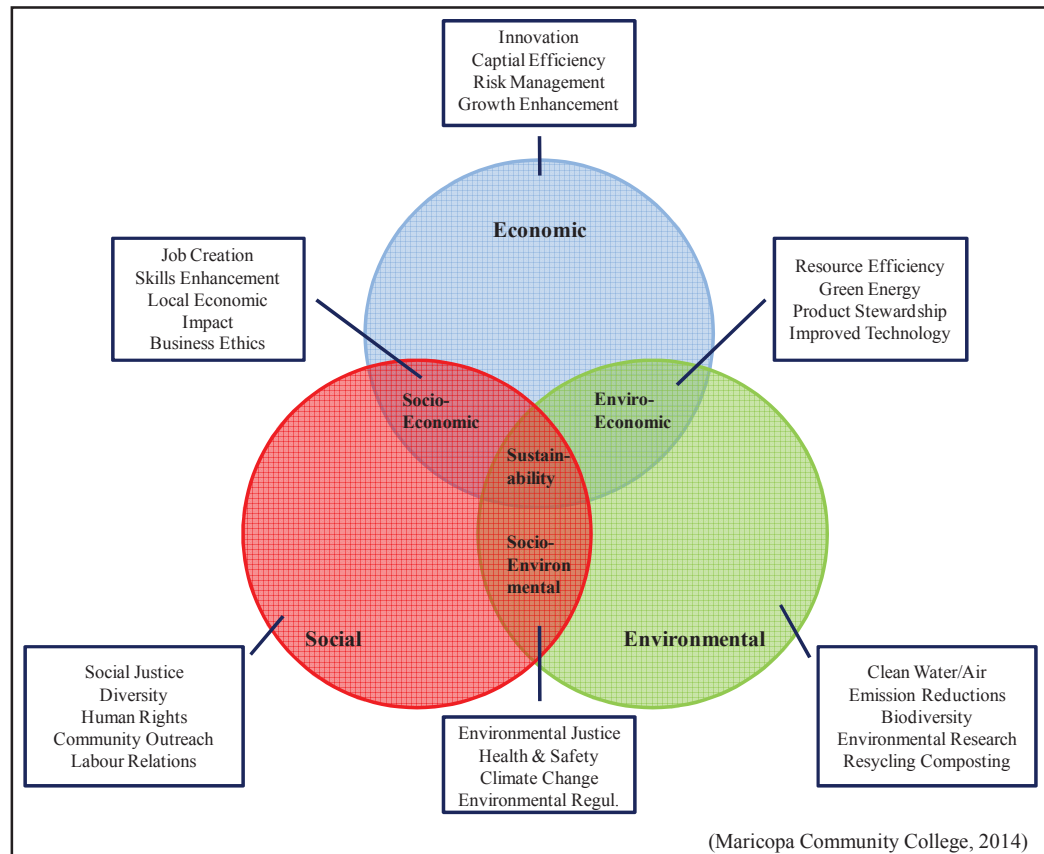 Innovation
Captial Efficiency
Risk Management
Growth Enhancement
Economic
Job Creation
Skills Enhancement
Local Economic
Impact
Business Ethics
Resource Efficiency
Green Energy
Product Stewardship
Improved Technology
Socio-
Economic
Enviro-
Economic
Sustain-
ability
Socio-
Environ
mental
Social
Environmental
Social Justice
Diversity
Human Rights
Community Outreach
Labour Relations
Environmental Justice
Health & Safety
Climate Change
Environmental Regul.
Clean Water/Air
Emission Reductions
Biodiversity
Environmental Research
Resycling Composting
(Maricopa Community College, 2014)